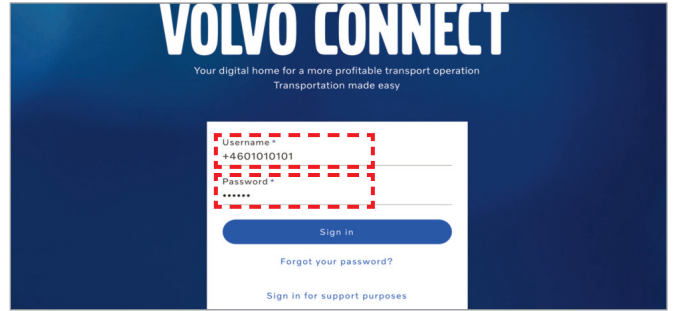 VOLVO CONNECT
Your digital home for a more profitable transport operation
Transportation made easy
Username *
+4601010101
Password *
••••••
Sign in
Forgot your password?
Sign in for support purposes